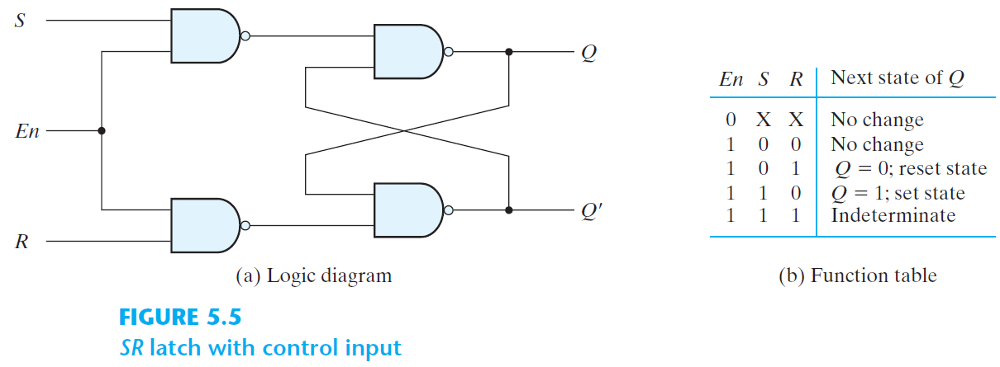 S
Q
En
Q'
R
(a) Logic diagram
En S R Next state of Q
0 X X No change
1 0 0 No change
1 0 1 Q = 0; reset state
1 1 0 Q = 1; set state
1 1 1 Indeterminate
(b) Function table
FIGURE 5.5
SR latch with control input